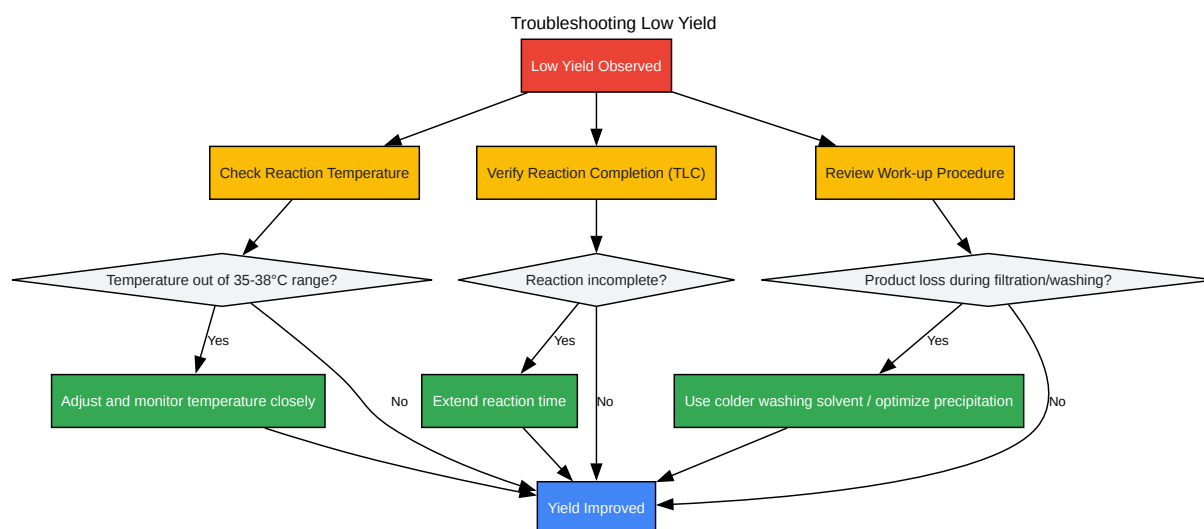 Troubleshooting Low Yield
Low Yield Observed
Check Reaction Temperature
Verify Reaction Completion (TLC)
Review Work-up Procedure
Temperature out of 35-38°C range?
Reaction incomplete?
Product loss during filtration/washing?
Yes
Yes
Yes
Adjust and monitor temperature closely
No
Extend reaction time
No
Use colder washing solvent / optimize precipitation
No
Yield Improved